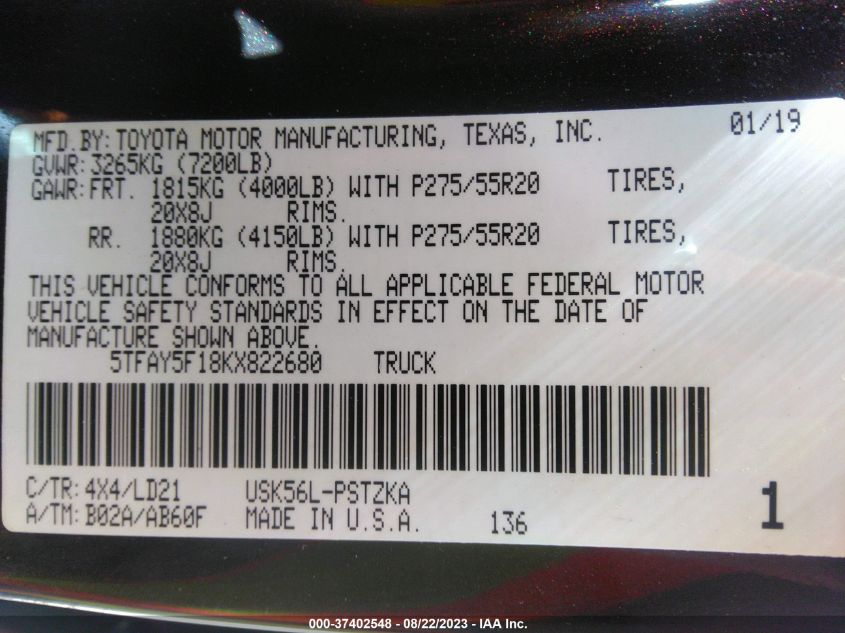 MFD.BY: TOYOTA MOTOR MANUFACTURING, TEXAS, INC. 01/19
GVWR: 3265KG (7200LB)
GAWR: FRT. 1815KG (4000LB) WITH P275/55R20 TIRES,
20X8J RIMS.
RR. 1880KG (4150LB) WITH P275/55R20 TIRES,
20X8J RIMS.
THIS VEHICLE CONFORMS TO ALL APPLICABLE FEDERAL MOTOR
VEHICLE SAFETY STANDARDS IN EFFECT ON THE DATE OF
MANUFACTURE SHOWN ABOVE.
5TFAY5F18KX822680 TRUCK
C/TR: 4X4/LD21 USK56L-PSTZKA
A/TM: B02A/AB60F MADE IN U.S.A. 136 1
000-37402548 - 08/22/2023 - IAA Inc.